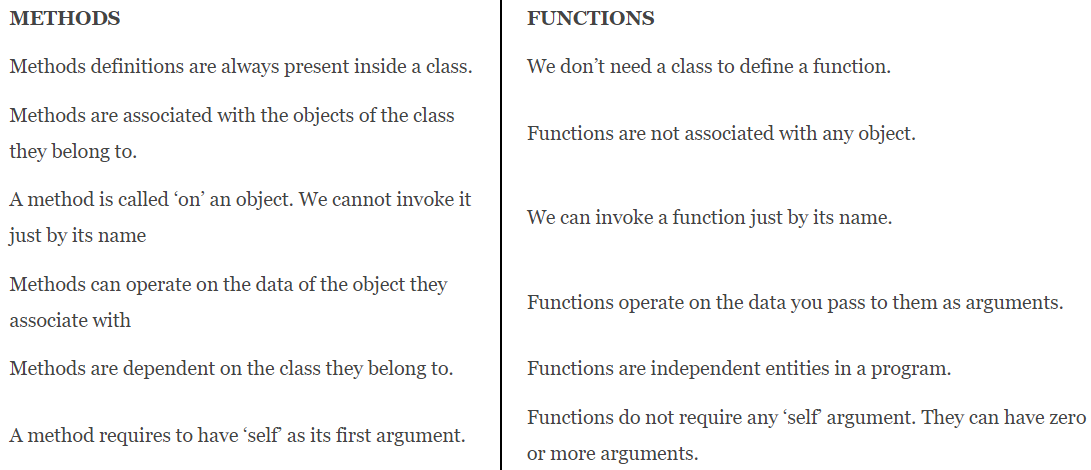 METHODS
FUNCTIONS
Methods definitions are always present inside a class.
We don’t need a class to define a function.
Methods are associated with the objects of the class
they belong to.
Functions are not associated with any object.
A method is called ‘on’ an object. We cannot invoke it
just by its name
We can invoke a function just by its name.
Methods can operate on the data of the object they
associate with
Functions operate on the data you pass to them as arguments.
Methods are dependent on the class they belong to.
Functions are independent entities in a program.
A method requires to have ‘self’ as its first argument.
Functions do not require any ‘self’ argument. They can have zero
or more arguments.